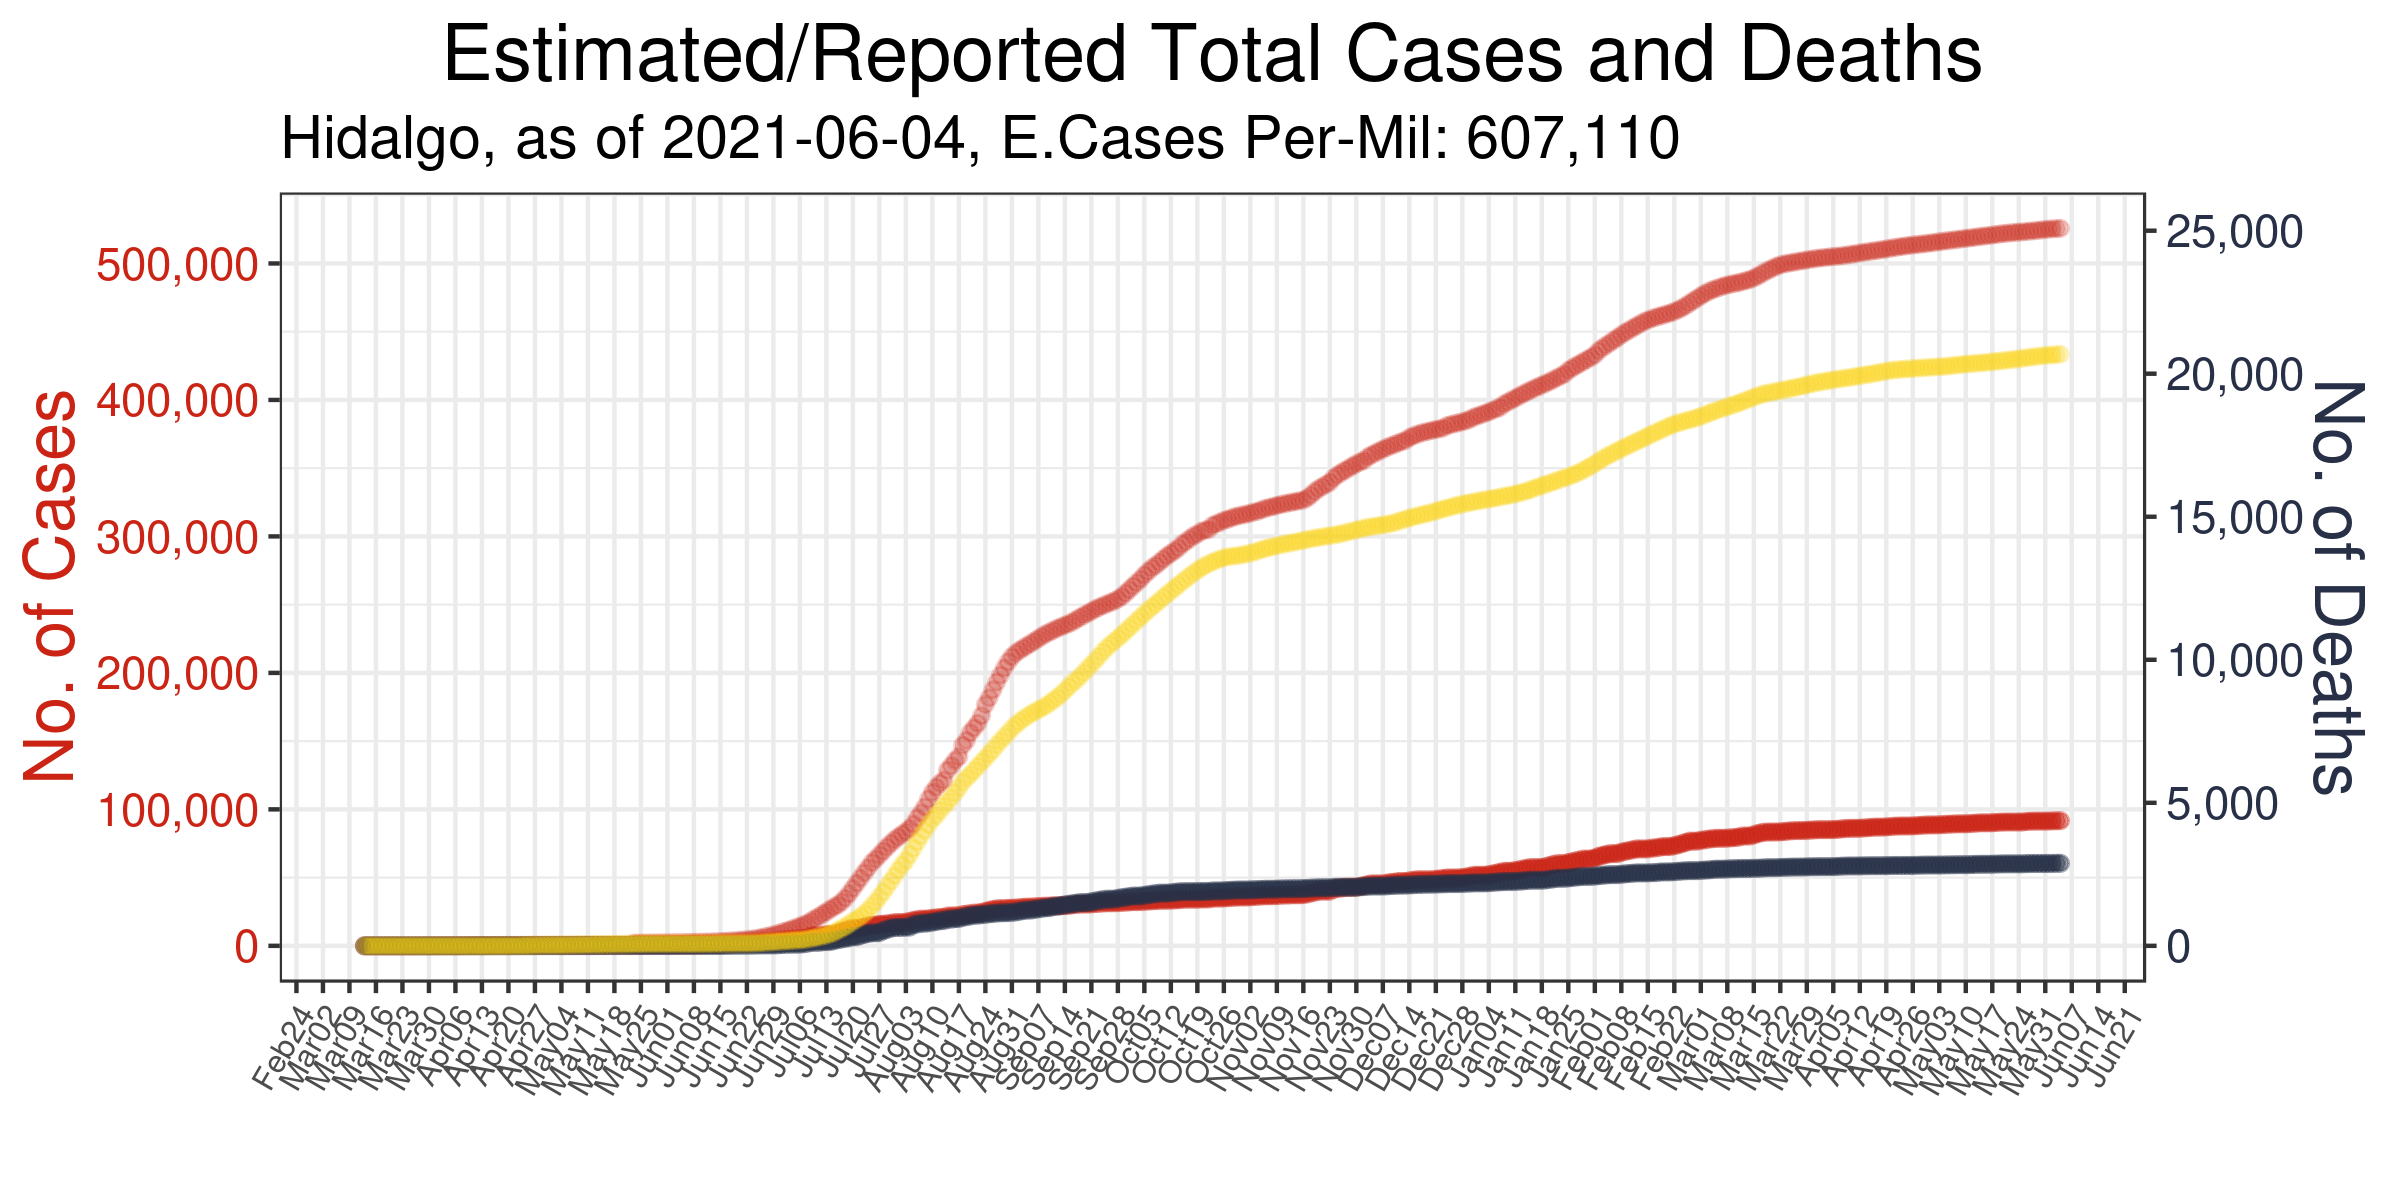 Estimated/Reported Total Cases and Deaths
Hidalgo, as of 2021-06-04, E.Cases Per-Mil: 607,110
No. of Cases
500,000
400,000
300,000
200,000
100,000
0
25,000
20,000
15,000
10,000
5,000
0
No. of Deaths
Feb24
Mar02
Mar09
Mar16
Mar23
Mar30
Apr06
Apr13
Apr20
Apr27
May04
May11
May18
May25
Jun01
Jun08
Jun15
Jun22
Jun29
Jul06
Jul13
Jul20
Jul27
Aug03
Aug10
Aug17
Aug24
Aug31
Sep07
Sep14
Sep21
Sep28
Oct05
Oct12
Oct19
Oct26
Nov02
Nov09
Nov16
Nov23
Nov30
Dec07
Dec14
Dec21
Dec28
Jan04
Jan11
Jan18
Jan25
Feb01
Feb08
Feb15
Feb22
Mar01
Mar08
Mar15
Mar22
Mar29
Apr05
Apr12
Apr19
Apr26
May03
May10
May17
May24
May31
Jun07
Jun14
Jun21